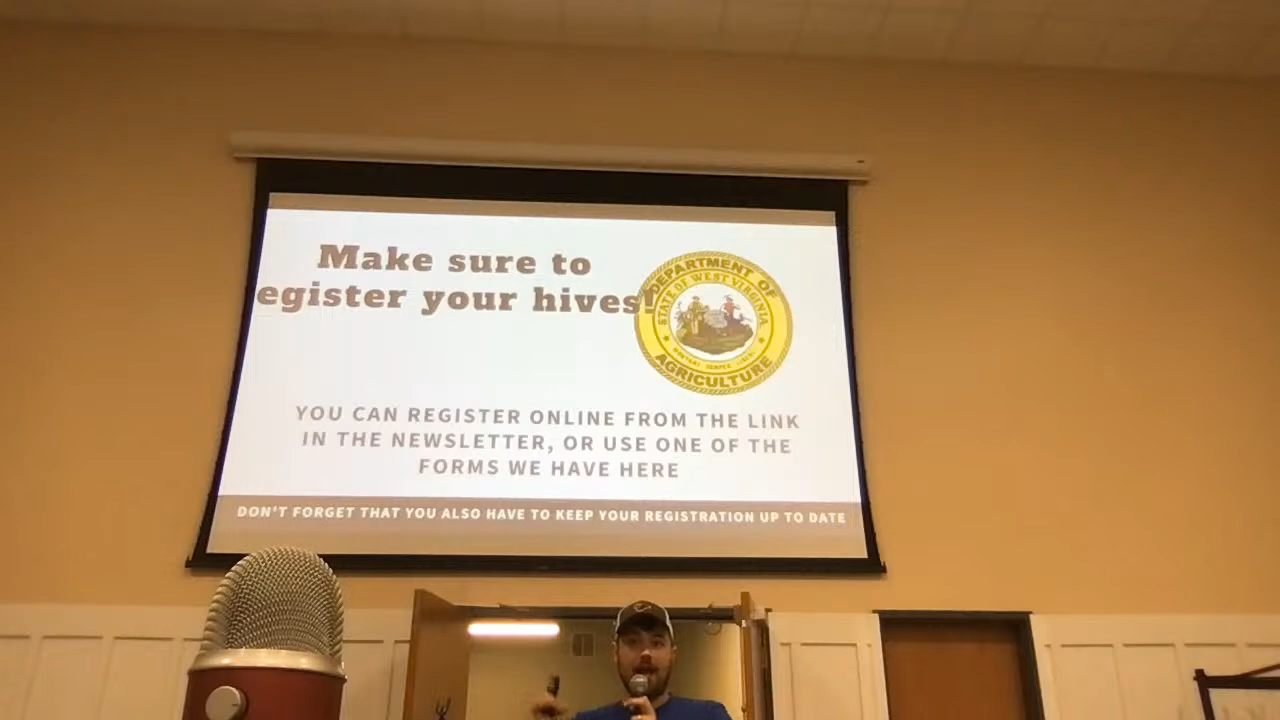 Make sure to
egister your hives!
DEPARTMENT OF
STATE OF WEST VIRGINIA
AGRICULTURE
YOU CAN REGISTER ONLINE FROM THE LINK
IN THE NEWSLETTER, OR USE ONE OF THE
FORMS WE HAVE HERE
DON'T FORGET THAT YOU ALSO HAVE TO KEEP YOUR REGISTRATION UP TO DATE